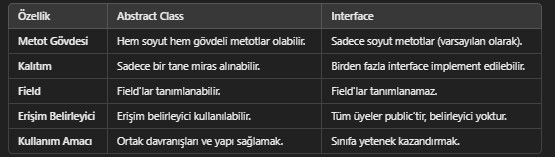 Özellik Abstract Class Interface
Metot Gövdesi Hem soyut hem gövdeli metotlar olabilir. Sadece soyut metotlar (varsayılan olarak).
Kalıtım Sadece bir tane miras alınabilir. Birden fazla interface implement edilebilir.
Field Field'lar tanımlanabilir. Field'lar tanımlanamaz.
Erişim Belirleyici Erişim belirleyici kullanılabilir. Tüm üyeler public'tir, belirleyici yoktur.
Kullanım Amacı Ortak davranışları ve yapı sağlamak. Sınıfa yetenek kazandırmak.